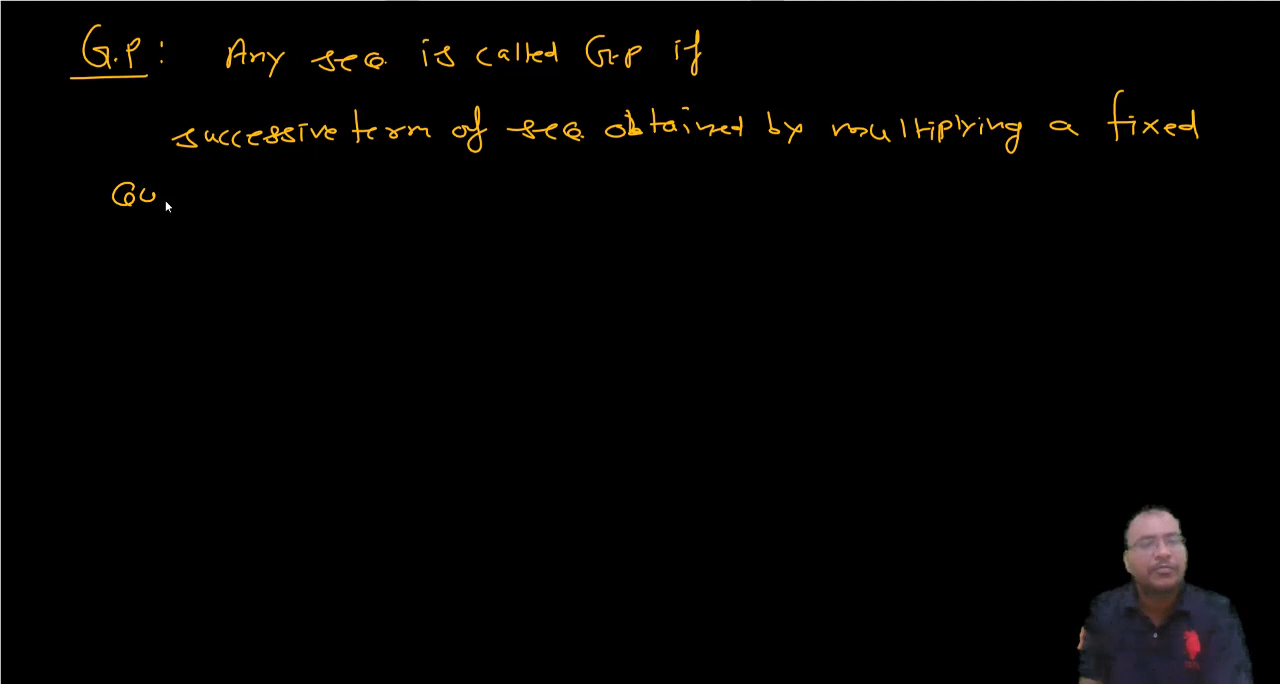 G.P : Any seq. is called G.P if
successive term of seq. obtained by multiplying a fixed